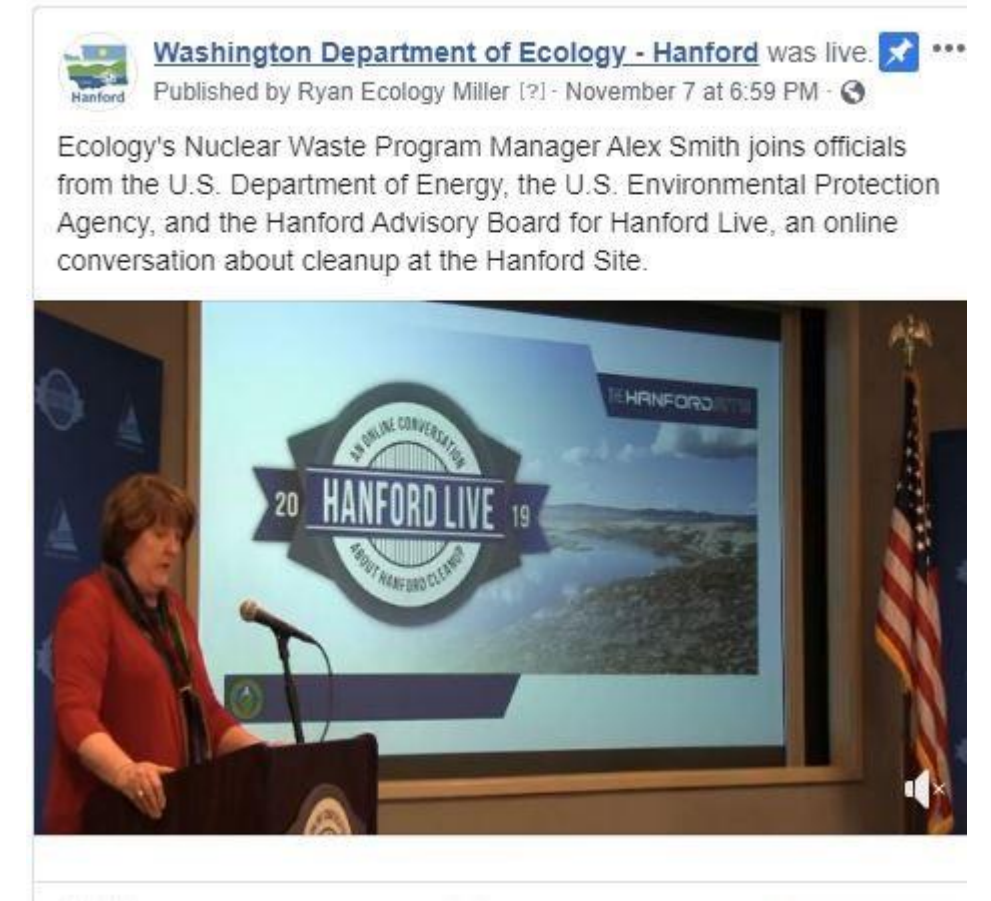 Washington Department of Ecology - Hanford was live.
Hanford
Published by Ryan Ecology Miller [?] · November 7 at 6:59 PM ·
Ecology's Nuclear Waste Program Manager Alex Smith joins officials
from the U.S. Department of Energy, the U.S. Environmental Protection
Agency, and the Hanford Advisory Board for Hanford Live, an online
conversation about cleanup at the Hanford Site.
HANFORD
AN ONLINE CONVERSATION
20 HANFORD LIVE 19
ABOUT HANFORD CLEANUP